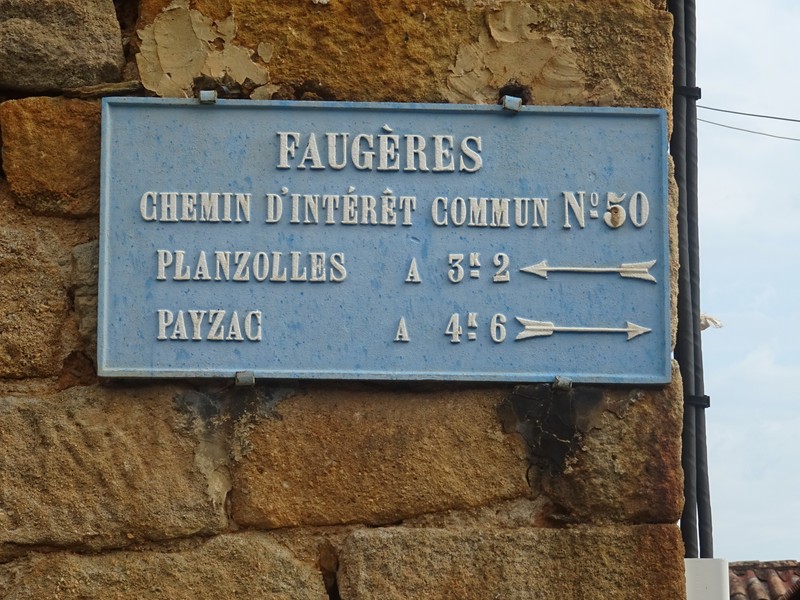 FAUGÈRES
CHEMIN D'INTÉRÊT COMMUN Nº 50
PLANZOLLES A 3K 2
PAYZAC A 4K 6